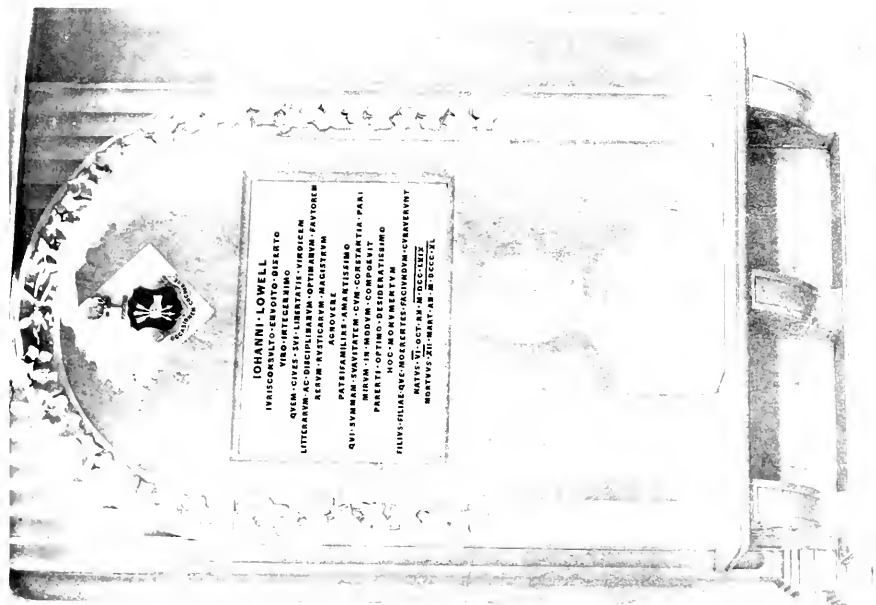 OCCASIONEM COGNOSCE
IOHANNI · LOWELL
IVRISCONSVLTO · ERVDITO · DISERTO
VIRO · INTEGERRIMO
QVEM · CIVES · SVI · LIBERTATIS · VINDICEM
LITTERARVM · AC · DISCIPLINARVM · OPTIMARVM · FAVTOREM
RERVM · RVSTICARVM · MAGISTRVM
AGNOVERE
PATRIFAMILIAS · AMANTISSIMO
QVI · SVMMAM · SVAVITATEM · CVM · CONSTANTIA · PARI
MIRVM · IN · MODVM · COMPOSVIT
PARENTI · OPTIMO · DESIDERATISSIMO
HOC · MONVMENTVM
FILIVS · FILIAE · QVE · MOERENTES · FACIVNDVM · CVRAVERVNT
NATVS · VI · OCT · AN · M · DCC · LXIX
MORTVVS · XII · MART · AN · M · DCCC · XL